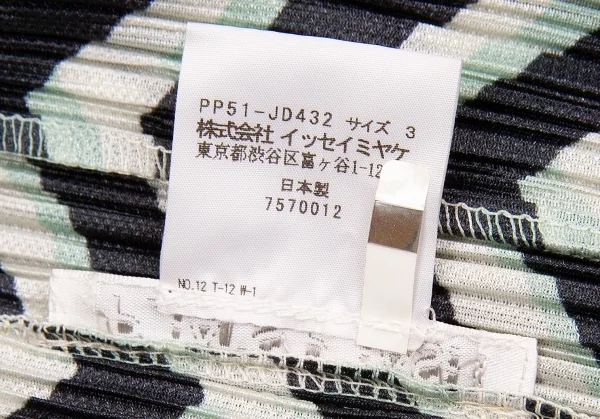 PP51-JD432 サイズ 3
株式会社 イッセイミヤケ
東京都渋谷区富ヶ谷1-12
日本製
7570012
NO.12 T-12 W-1